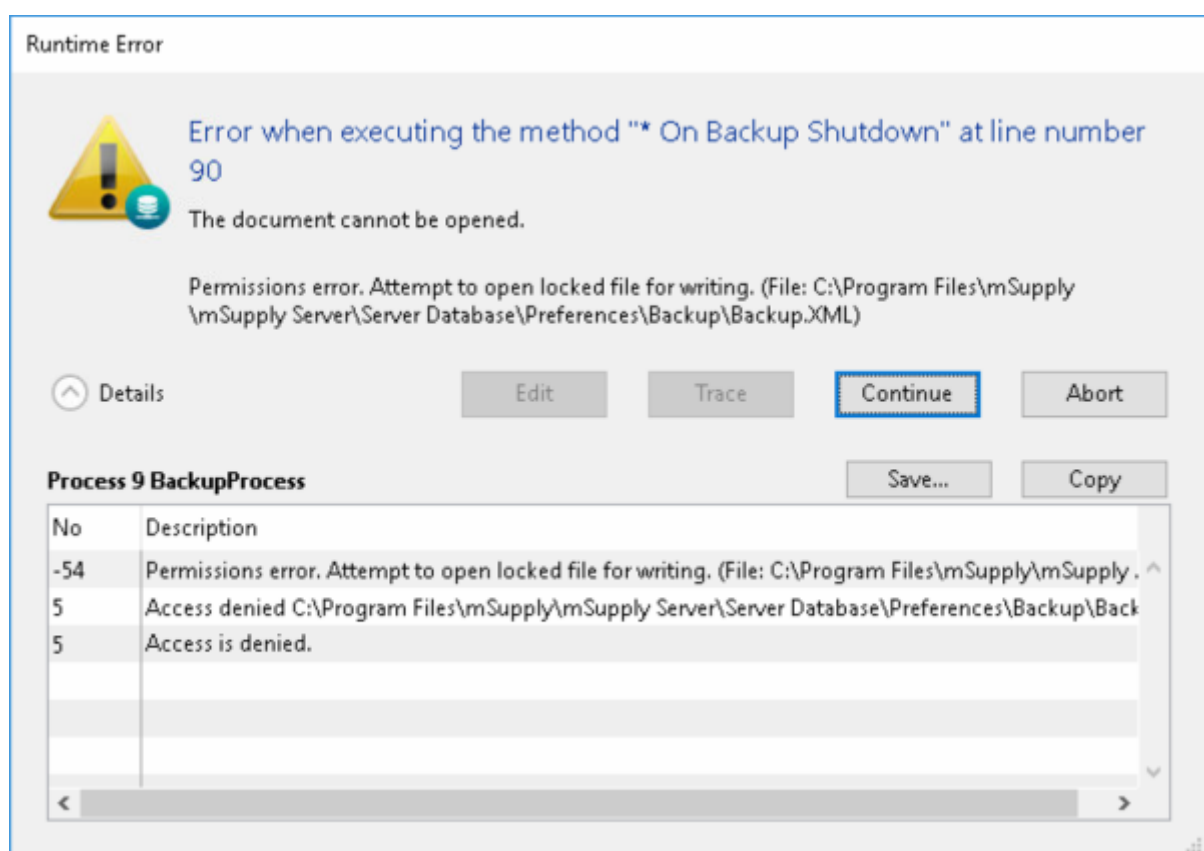 Runtime Error
Error when executing the method "* On Backup Shutdown" at line number
90
The document cannot be opened.
Permissions error. Attempt to open locked file for writing. (File: C:\Program Files\mSupply
\mSupply Server\Server Database\Preferences\Backup\Backup.XML)
Details
Edit
Trace
Continue
Abort
Process 9 BackupProcess
Save...
Copy
No Description
-54 Permissions error. Attempt to open locked file for writing. (File: C:\Program Files\mSupply\mSupply .
5 Access denied C:\Program Files\mSupply\mSupply Server\Server Database\Preferences\Backup\Back
5 Access is denied.